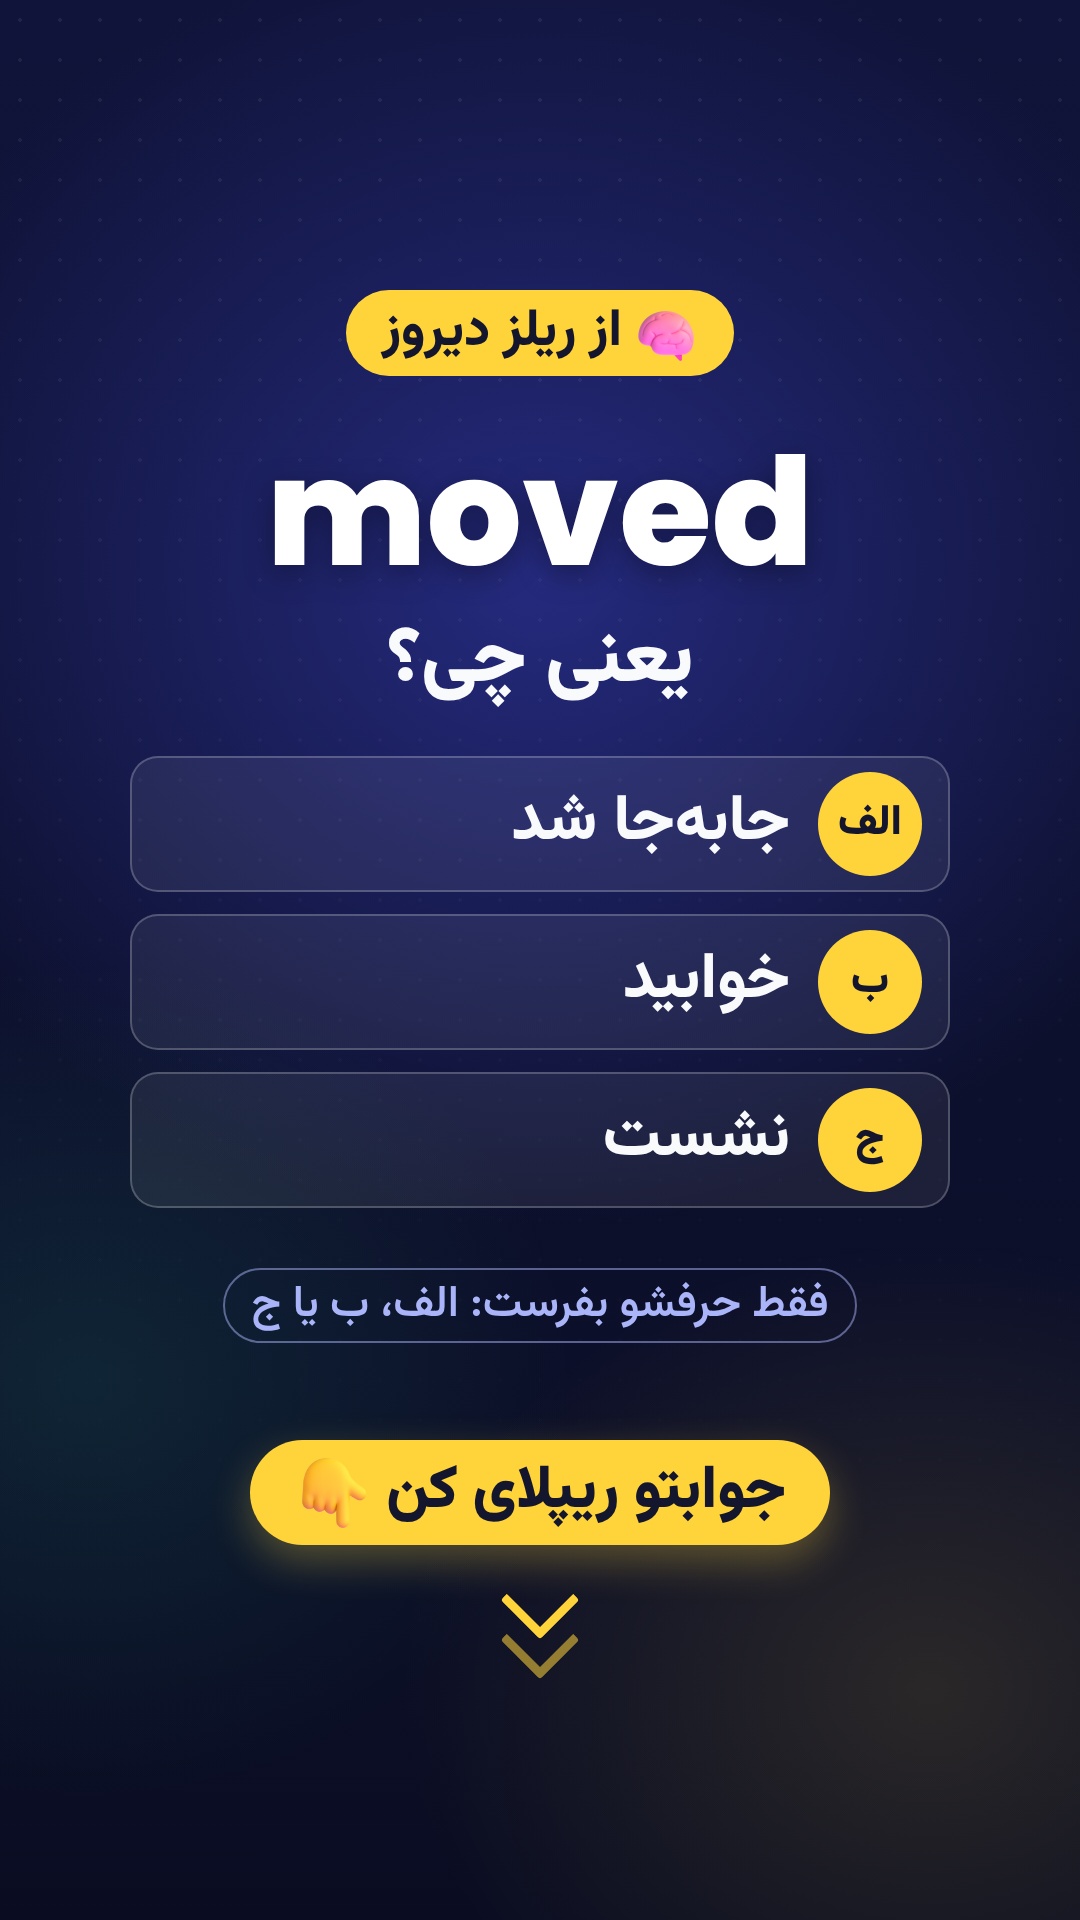 🧠 از ریلز دیروز
moved
یعنی چی؟
الف جابه‌جا شد
ب خوابید
ج نشست
فقط حرفشو بفرست: الف، ب یا ج
جوابتو ریپلای کن 👇